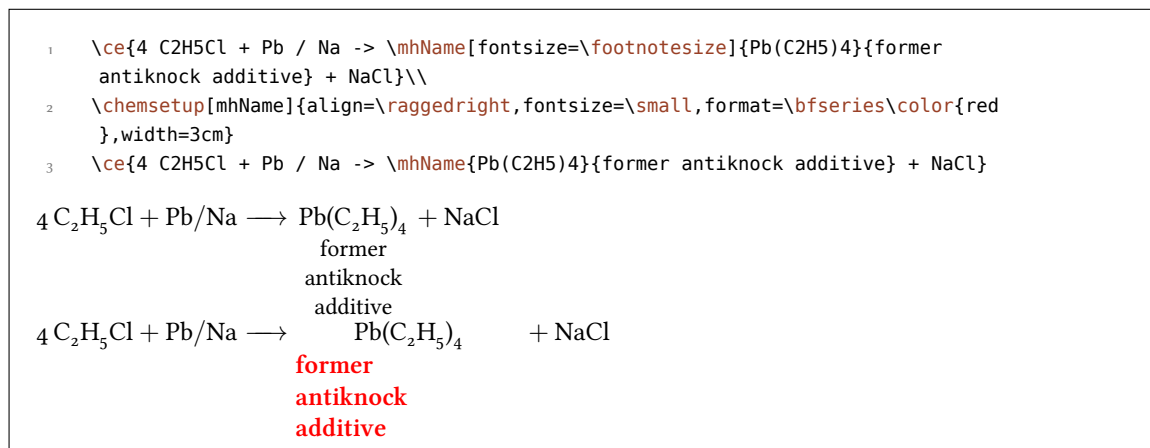 1 \ce{4 C2H5Cl + Pb / Na -> \mhName[fontsize=\footnotesize]{Pb(C2H5)4}{former
antiknock additive} + NaCl}\\
2 \chemsetup[mhName]{align=\raggedright,fontsize=\small,format=\bfseries\color{red
},width=3cm}
3 \ce{4 C2H5Cl + Pb / Na -> \mhName{Pb(C2H5)4}{former antiknock additive} + NaCl}
4 C₂H₅Cl + Pb/Na ⟶ Pb(C₂H₅)₄ + NaCl
former
antiknock
additive
4 C₂H₅Cl + Pb/Na ⟶ Pb(C₂H₅)₄ + NaCl
former
antiknock
additive